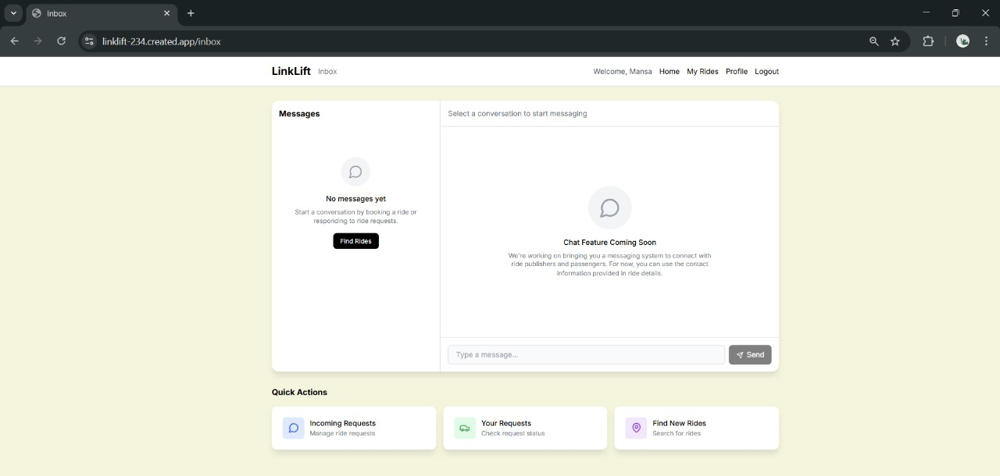 Inbox
linklift-234.created.app/inbox
LinkLift Inbox
Welcome, Mansa Home My Rides Profile Logout
Messages
Select a conversation to start messaging
No messages yet
Start a conversation by booking a ride or
responding to ride requests.
Find Rides
Chat Feature Coming Soon
We're working on bringing you a messaging system to connect with
ride publishers and passengers. For now, you can use the contact
information provided in ride details.
Type a message...
Send
Quick Actions
Incoming Requests
Manage ride requests
Your Requests
Check request status
Find New Rides
Search for rides